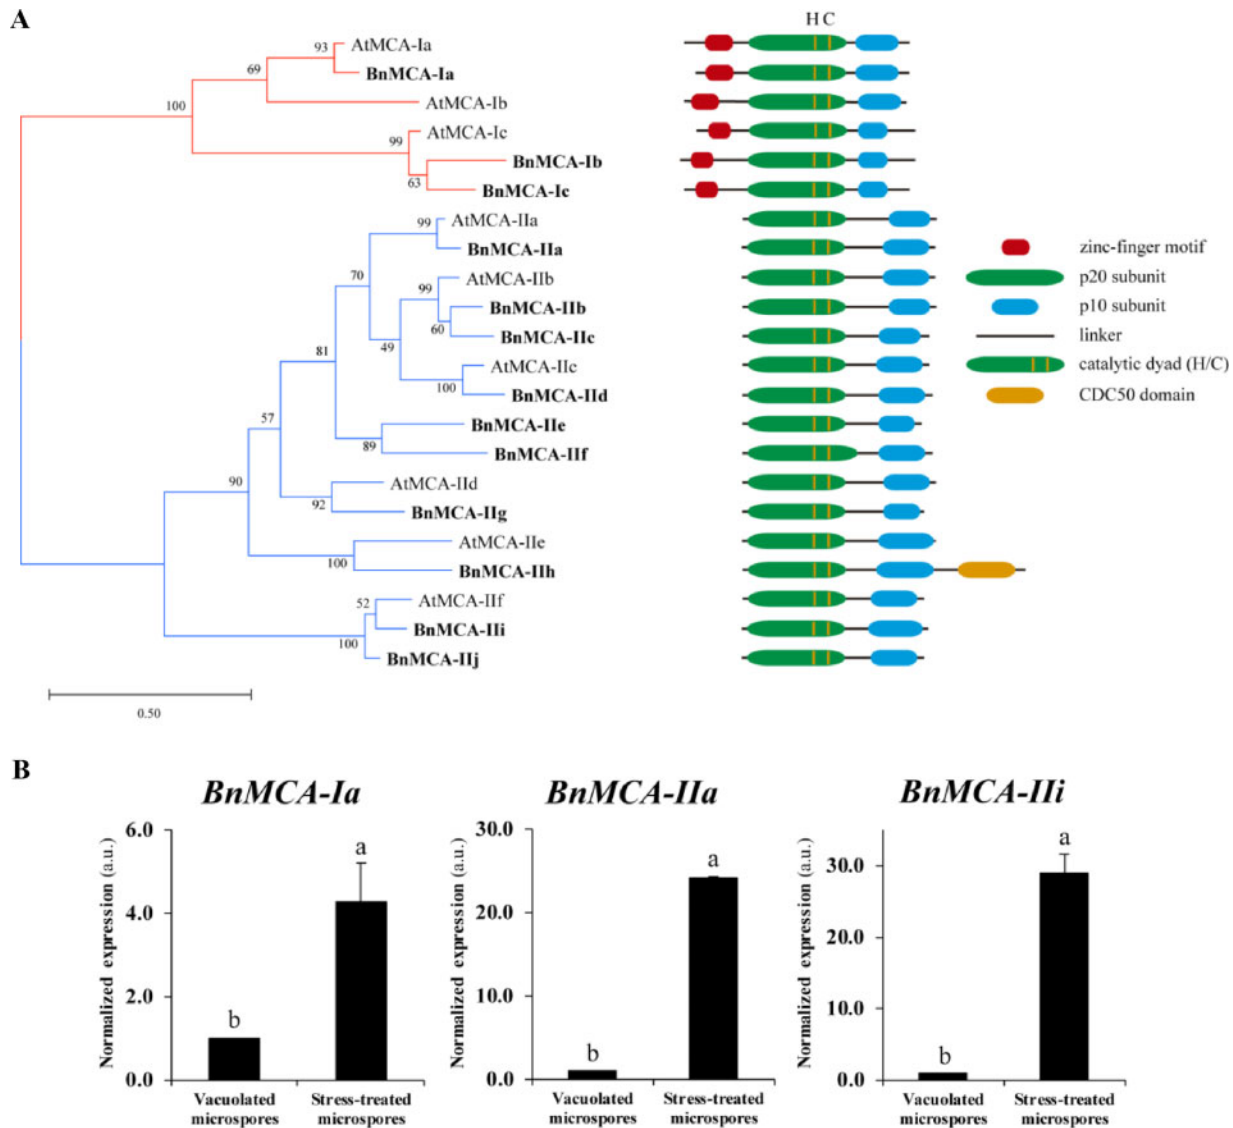 A
H C
93
AtMCA-Ia
69
BnMCA-Ia
100
AtMCA-Ib
99
AtMCA-Ic
BnMCA-Ib
63
BnMCA-Ic
99
AtMCA-IIa
BnMCA-IIa
70
AtMCA-IIb
99
BnMCA-IIb
60
BnMCA-IIc
81
49
AtMCA-IIc
100
BnMCA-IId
57
BnMCA-IIe
89
BnMCA-IIf
90
AtMCA-IId
92
BnMCA-IIg
AtMCA-IIe
100
BnMCA-IIh
52
AtMCA-IIf
BnMCA-IIi
100
BnMCA-IIj
0.50
zinc-finger motif
p20 subunit
p10 subunit
linker
catalytic dyad (H/C)
CDC50 domain
B
BnMCA-Ia
Normalized expression (a.u.)
6.0
4.0
2.0
0.0
b
a
Vacuolated microspores
Stress-treated microspores
BnMCA-IIa
Normalized expression (a.u.)
30.0
20.0
10.0
0.0
b
a
Vacuolated microspores
Stress-treated microspores
BnMCA-IIi
Normalized expression (a.u.)
30.0
20.0
10.0
0.0
b
a
Vacuolated microspores
Stress-treated microspores